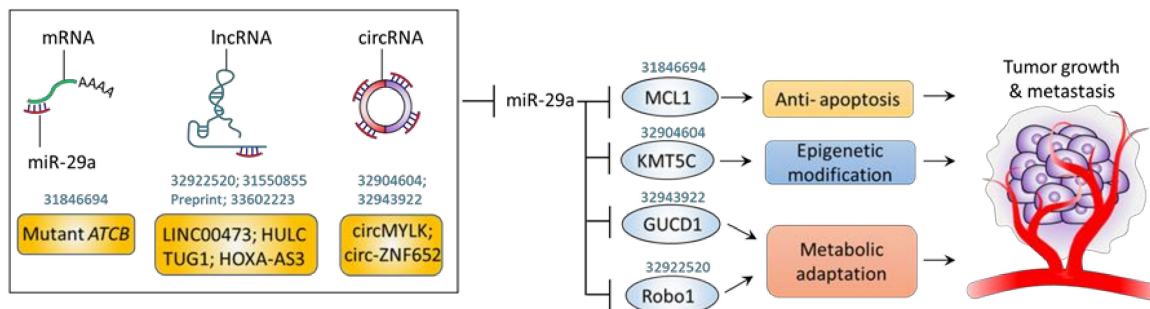 mRNA
AAAA
miR-29a
31846694
Mutant ATCB
lncRNA
32922520; 31550855
Preprint; 33602223
LINC00473; HULC
TUG1; HOXA-AS3
circRNA
32904604;
32943922
circMYLK;
circ-ZNF652
miR-29a
31846694
MCL1
Anti- apoptosis
32904604
KMT5C
Epigenetic
modification
32943922
GUCD1
32922520
Robo1
Metabolic
adaptation
Tumor growth
& metastasis